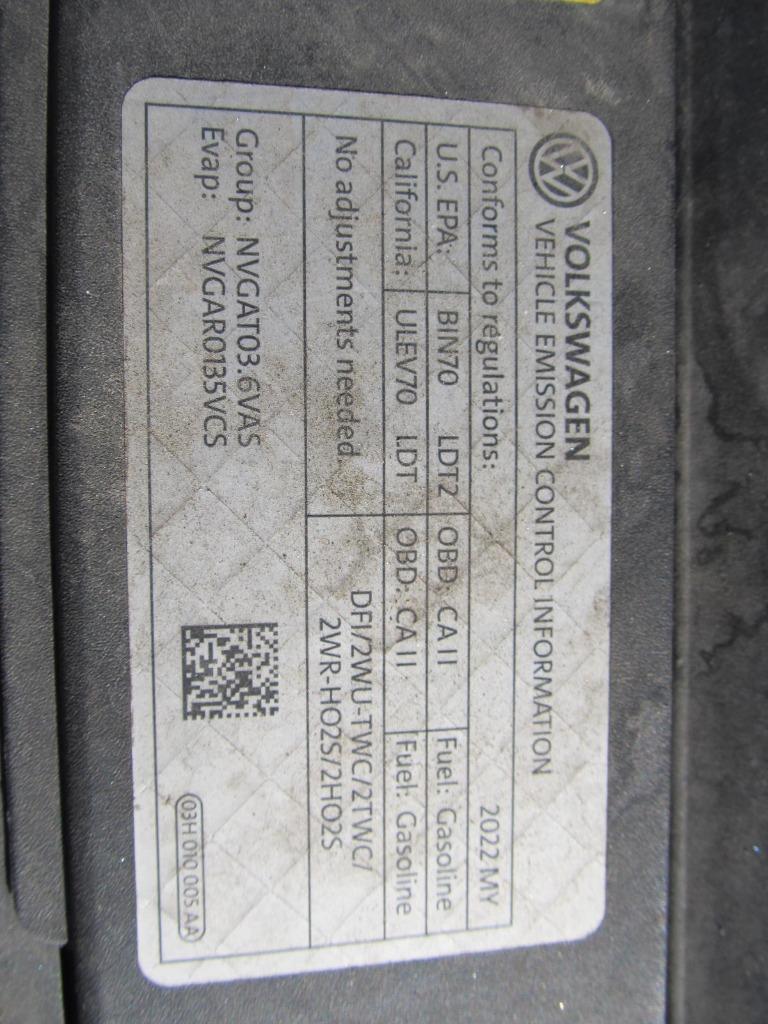 VOLKSWAGEN
VEHICLE EMISSION CONTROL INFORMATION
Conforms to regulations: 2022 MY
U.S. EPA: BIN70 LDT2 OBD: CA II Fuel: Gasoline
California: ULEV70 LDT OBD: CA II Fuel: Gasoline
No adjustments needed.
DFI/2WU-TWC/2TWC/
2WR-HO2S/2HO2S
Group: NVGAT03.6VAS
Evap: NVGAR0135VCS
03H 010 005 AA